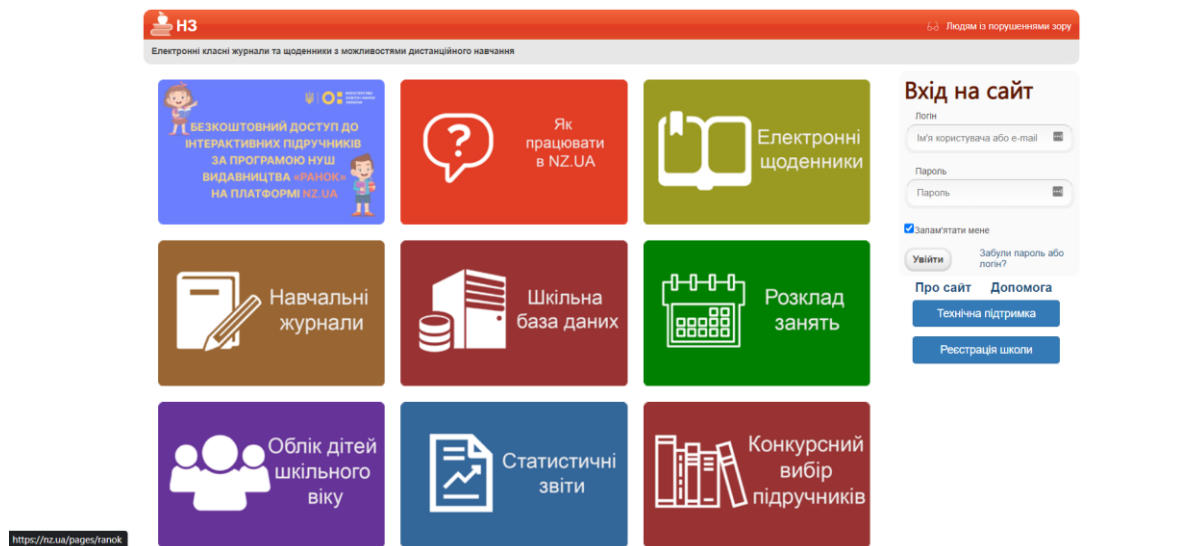 НЗ
Людям із порушеннями зору
Електронні класні журнали та щоденники з можливостями дистанційного навчання
БЕЗКОШТОВНИЙ ДОСТУП ДО
ІНТЕРАКТИВНИХ ПІДРУЧНИКІВ
ЗА ПРОГРАМОЮ НУШ
ВИДАВНИЦТВА «РАНОК»
НА ПЛАТФОРМІ NZ.UA
Як
працювати
в NZ.UA
Електронні
щоденники
Навчальні
журнали
Шкільна
база даних
Розклад
занять
Облік дітей
шкільного
віку
Статистичні
звіти
Конкурсний
вибір
підручників
Вхід на сайт
Логін
Ім'я користувача або e-mail
Пароль
Пароль
Запам'ятати мене
Увійти
Забули пароль або
логін?
Про сайт Допомога
Технічна підтримка
Реєстрація школи
https://nz.ua/pages/ranok